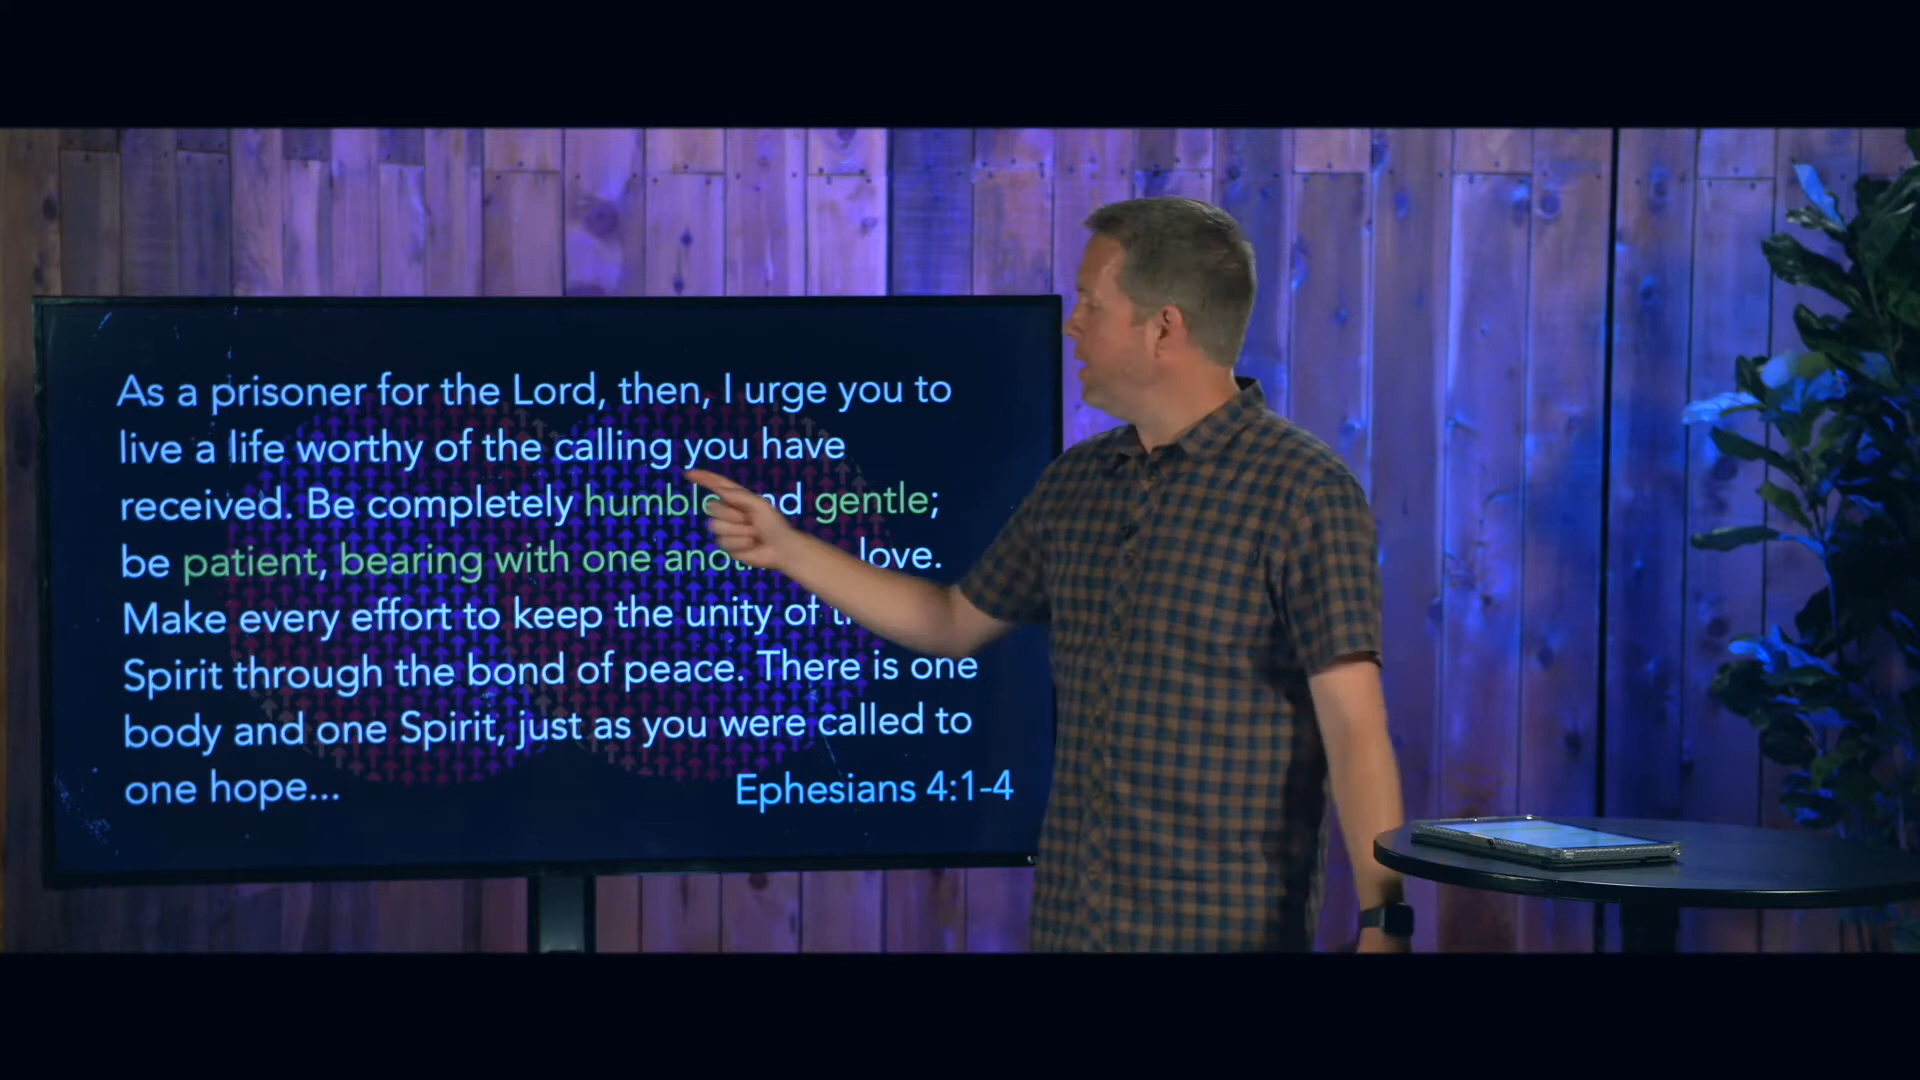 As a prisoner for the Lord, then, I urge you to
live a life worthy of the calling you have
received. Be completely humble and gentle;
be patient, bearing with one love.
Make every effort to keep the unity of
Spirit through the bond of peace. There is one
body and one Spirit, just as you were called to
one hope...
Ephesians 4:1-4